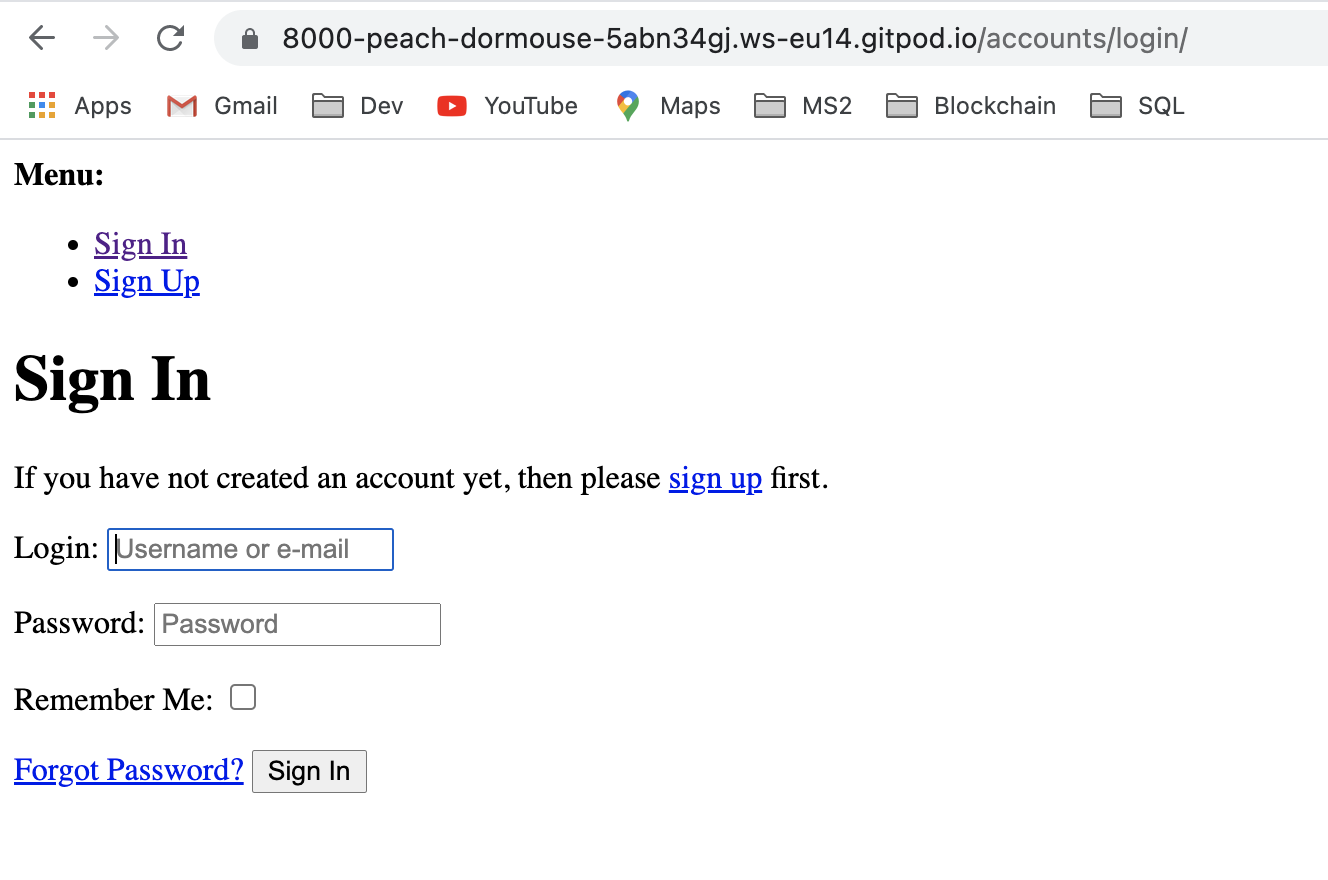 8000-peach-dormouse-5abn34gj.ws-eu14.gitpod.io/accounts/login/
Apps Gmail Dev YouTube Maps MS2 Blockchain SQL
Menu:
Sign In
Sign Up
Sign In
If you have not created an account yet, then please sign up first.
Login: Username or e-mail
Password: Password
Remember Me:
Forgot Password? Sign In